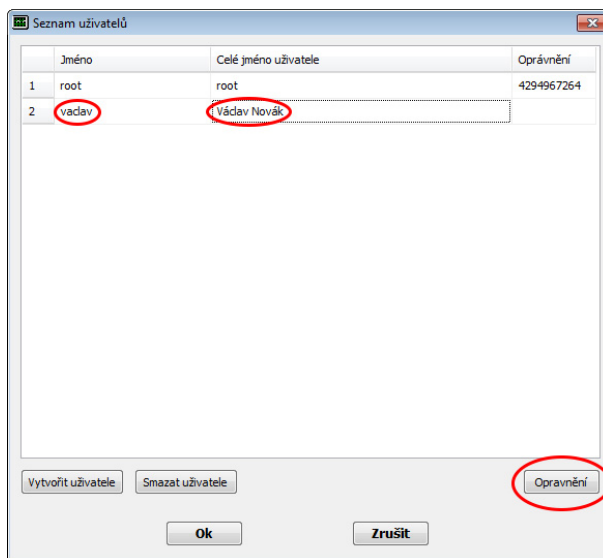 Seznam uživatelů
Jméno Celé jméno uživatele Oprávnění
1 root root 4294967264
2 vaclav Václav Novák
Vytvořit uživatele Smazat uživatele Opravnění
Ok Zrušit